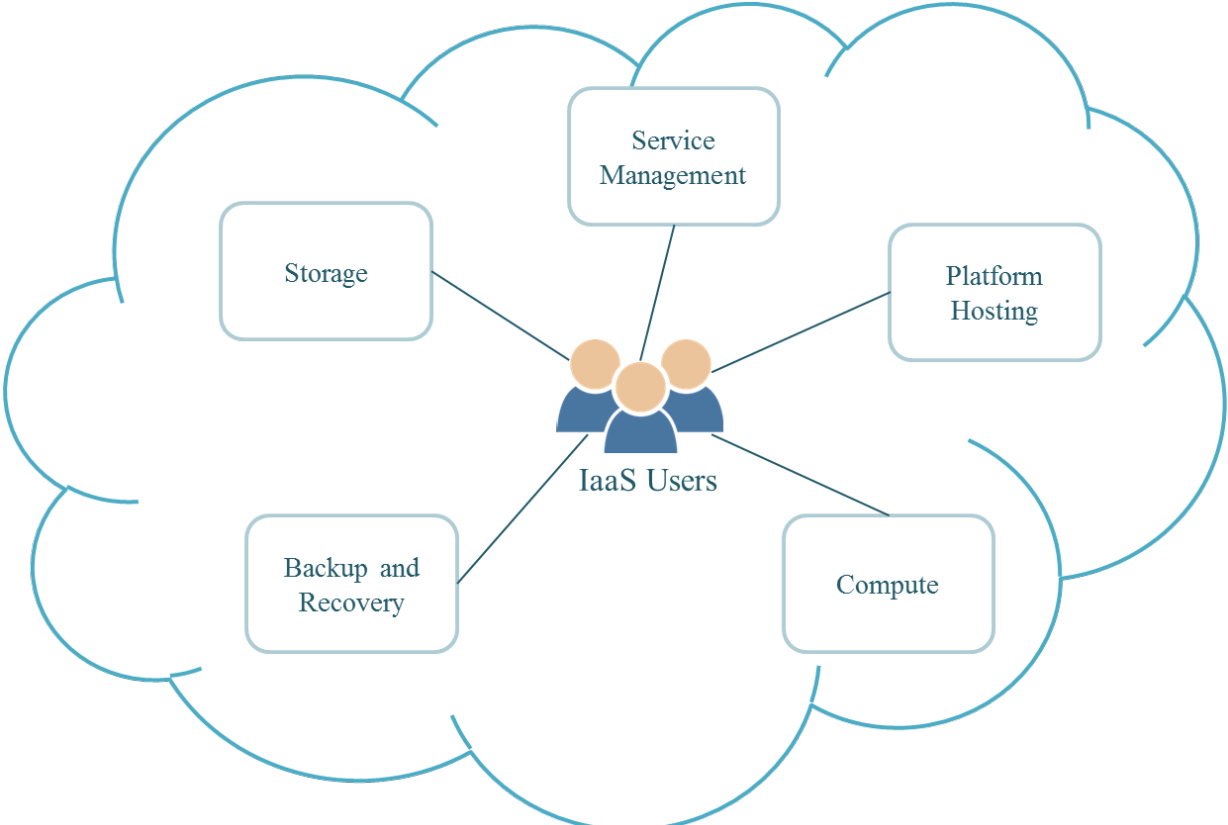 Service
Management
Storage
Platform
Hosting
IaaS Users
Backup and
Recovery
Compute